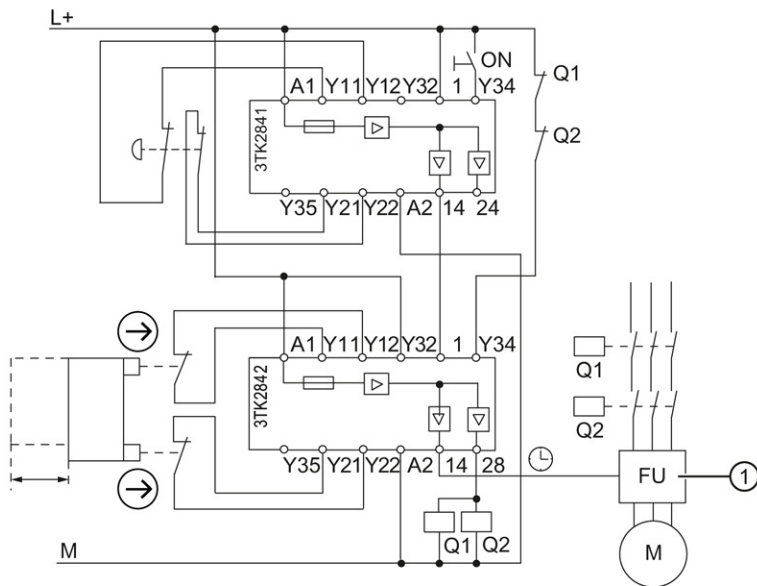 L+
ON
A1 Y11 Y12 Y32 1 Y34
Q1
3TK2841
Q2
Y35 Y21 Y22 A2 14 24
A1 Y11 Y12 Y32 1 Y34
Q1
3TK2842
Q2
Y35 Y21 Y22 A2 14 28
FU
1
Q1 Q2
M
M